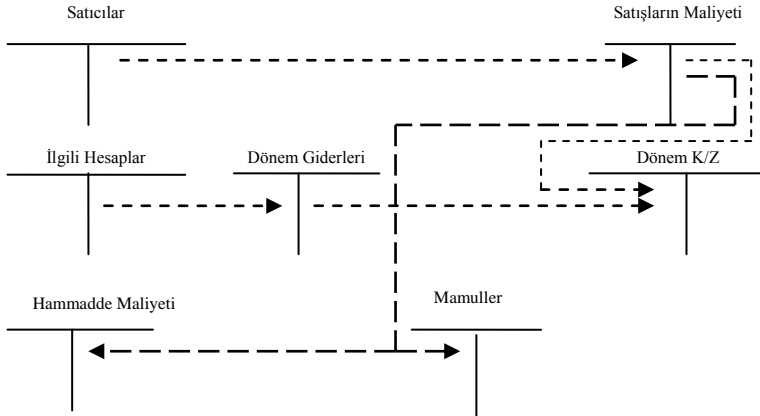 Satıcılar
Satışların Maliyeti
İlgili Hesaplar
Dönem Giderleri
Dönem K/Z
Hammadde Maliyeti
Mamuller